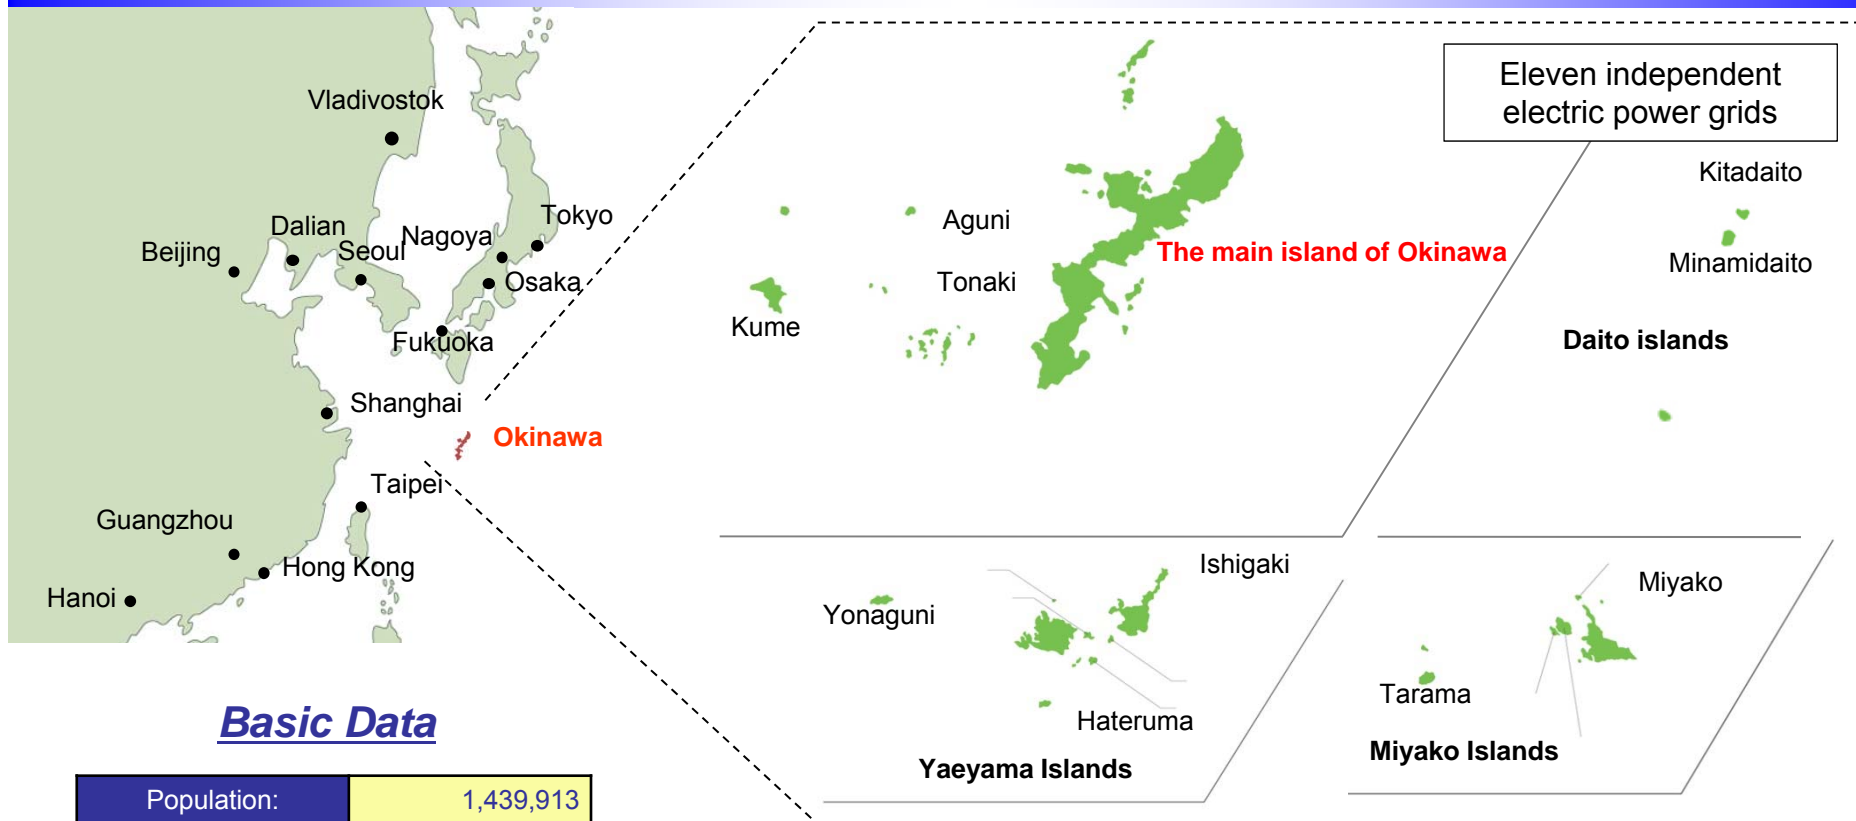 Eleven independent
electric power grids
Vladivostok
Kitadaito
Tokyo
Dalian
Nagoya
Aguni
Beijing
Seoul
The main island of Okinawa
Minamidaito
Osaka
Tonaki
Kume
Fukuoka
Daito islands
Shanghai
Okinawa
Taipei
Guangzhou
Hong Kong
Ishigaki
Miyako
Hanoi
Yonaguni
Tarama
Hateruma
Basic Data
Miyako Islands
Yaeyama Islands
Population: 1,439,913